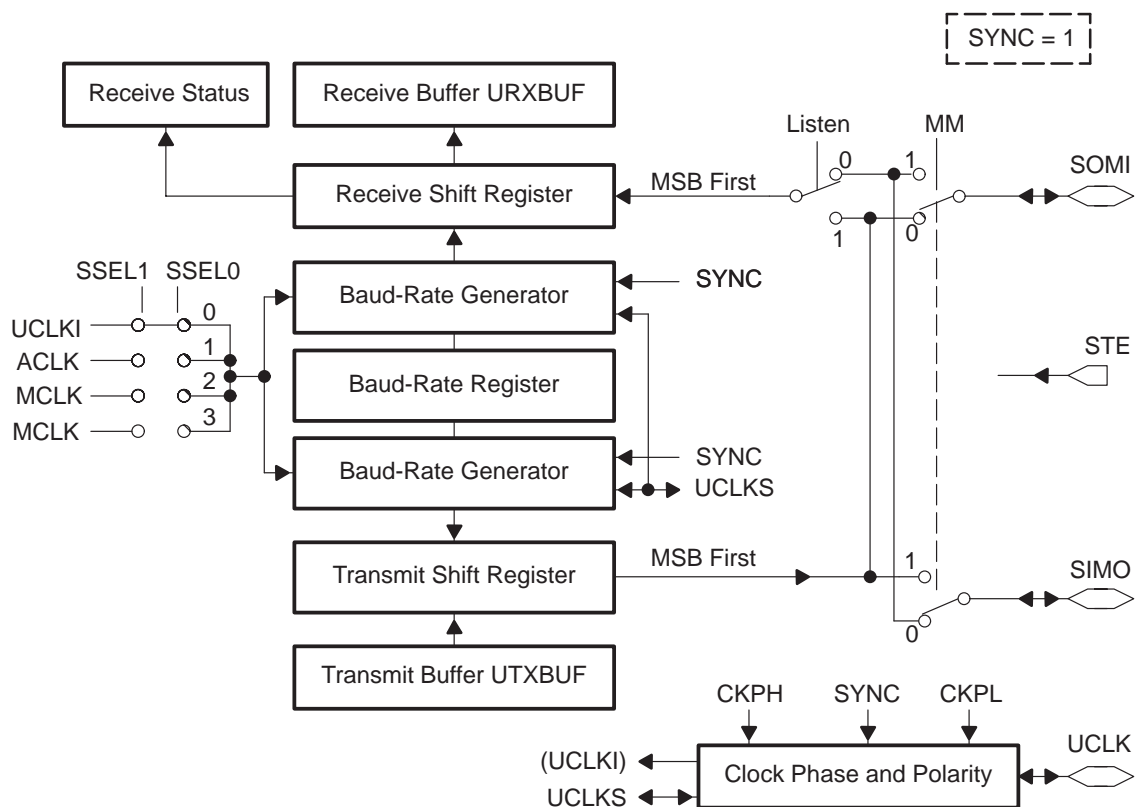 SYNC = 1
Receive Status
Receive Buffer URXBUF
Listen
MM
0
1
SOMI
Receive Shift Register
MSB First
1
0
SSEL1
SSEL0
Baud-Rate Generator
SYNC
UCLKI
0
ACLK
1
STE
MCLK
2
Baud-Rate Register
MCLK
3
Baud-Rate Generator
SYNC
UCLKS
Transmit Shift Register
MSB First
1
SIMO
0
Transmit Buffer UTXBUF
CKPH
SYNC
CKPL
UCLK
(UCLKI)
Clock Phase and Polarity
UCLKS